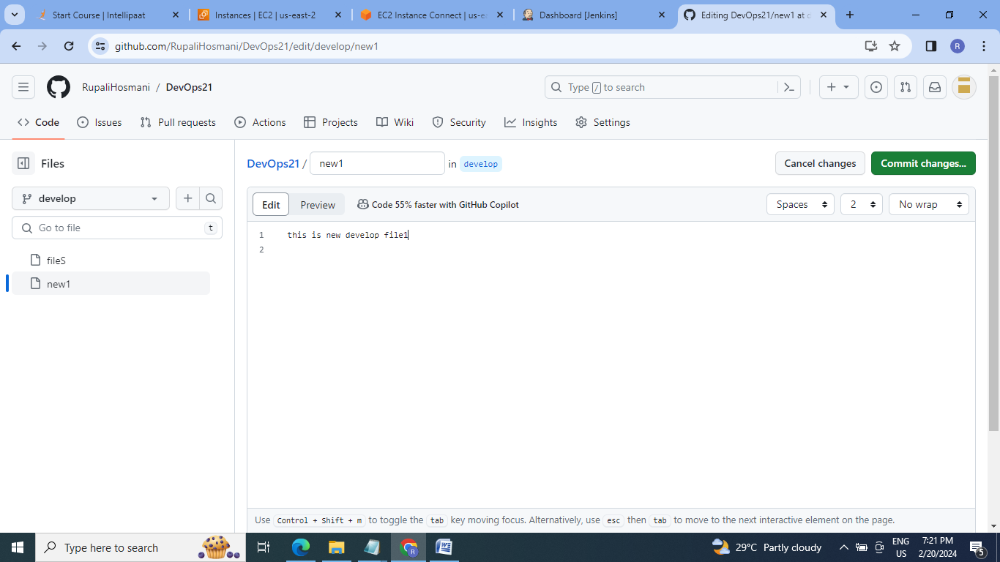 Start Course | Intellipaat
Instances | EC2 | us-east-2
EC2 Instance Connect | us-ea
Dashboard [Jenkins]
Editing DevOps21/new1 at d
github.com/RupaliHosmani/DevOps21/edit/develop/new1
R
RupaliHosmani / DevOps21
Type / to search
Code
Issues
Pull requests
Actions
Projects
Wiki
Security
Insights
Settings
Files
DevOps21 / new1 in develop
Cancel changes
Commit changes...
develop
Edit
Preview
Code 55% faster with GitHub Copilot
Spaces
2
No wrap
Go to file
t
1 this is new develop file1
2
fileS
new1
Use Control + Shift + m to toggle the tab key moving focus. Alternatively, use esc then tab to move to the next interactive element on the page.
Type here to search
R
29°C Partly cloudy
ENG
US
7:21 PM
2/20/2024
5